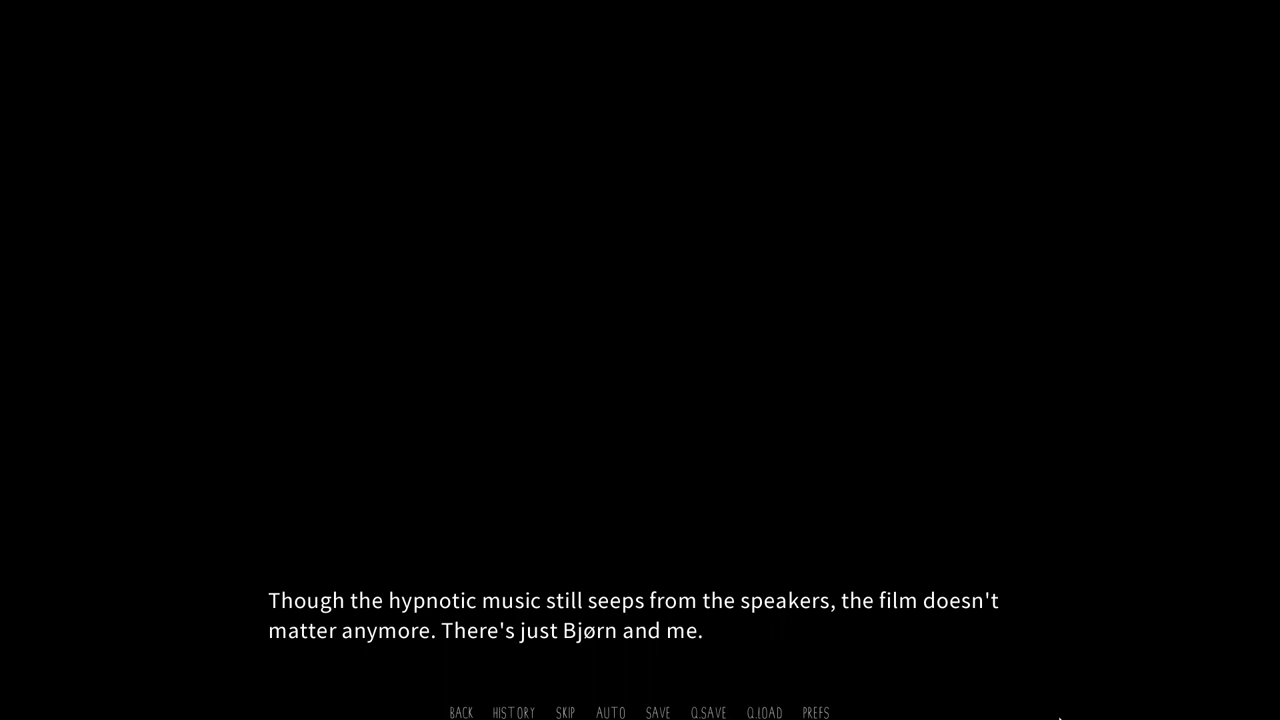 Though the hypnotic music still seeps from the speakers, the film doesn't
matter anymore. There's just Bjørn and me.
BACK HISTORY SKIP AUTO SAVE Q.SAVE Q.LOAD PREFS